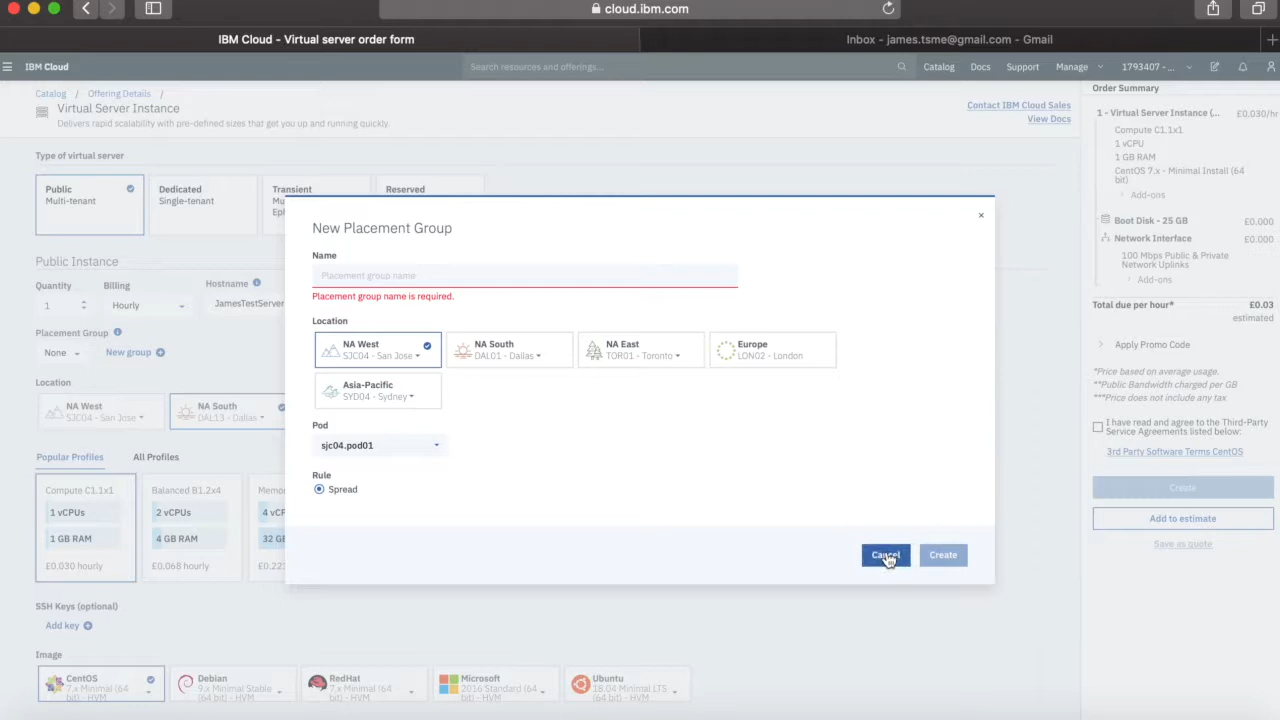 cloud.ibm.com
IBM Cloud - Virtual server order form
Inbox - james.tsme@gmail.com - Gmail
IBM Cloud
Search resources and offerings...
Catalog
Docs
Support
Manage
1793407 - ...
Catalog / Offering Details /
Virtual Server Instance
Delivers rapid scalability with pre-defined sizes that get you up and running quickly.
Contact IBM Cloud Sales
View Docs
Type of virtual server
Public
Multi-tenant
Dedicated
Single-tenant
Transient
Mu
Eph
Reserved
Public Instance
Quantity
1
Billing
Hourly
Hostname
JamesTestServer
Placement Group
None
New group
Location
NA West
SJC04 - San Jose
NA South
DAL13 - Dallas
Popular Profiles
All Profiles
Compute C1.1x1
1 vCPUs
1 GB RAM
£0.030 hourly
Balanced B1.2x4
2 vCPUs
4 GB RAM
£0.068 hourly
Memo
4 vCP
32 GB
£0.221
SSH Keys (optional)
Add key
Image
CentOS
7.x Minimal (64
bit) - HVM
Debian
9.x Minimal Stable
(64 bit) - HVM
RedHat
7.x Minimal (64
bit) - HVM
Microsoft
2016 Standard (64
bit) - HVM
Ubuntu
18.04 Minimal LTS
(64 bit) - HVM
New Placement Group
×
Name
Placement group name
Placement group name is required.
Location
NA West
SJC04 - San Jose
NA South
DAL01 - Dallas
NA East
TOR01 - Toronto
Europe
LON02 - London
Asia-Pacific
SYD04 - Sydney
Pod
sjc04.pod01
Rule
Spread
Cancel
Create
Order Summary
1 - Virtual Server Instance (... £0.030/hr
Compute C1.1x1
1 vCPU
1 GB RAM
CentOS 7.x - Minimal Install (64
bit)
Add-ons
Boot Disk - 25 GB £0.000
Network Interface £0.000
100 Mbps Public & Private
Network Uplinks
Add-ons
Total due per hour* £0.03
estimated
Apply Promo Code
*Price based on average usage.
**Public Bandwidth charged per GB
***Price does not include any tax
I have read and agree to the Third-Party
Service Agreements listed below:
3rd Party Software Terms CentOS
Create
Add to estimate
Save as quote